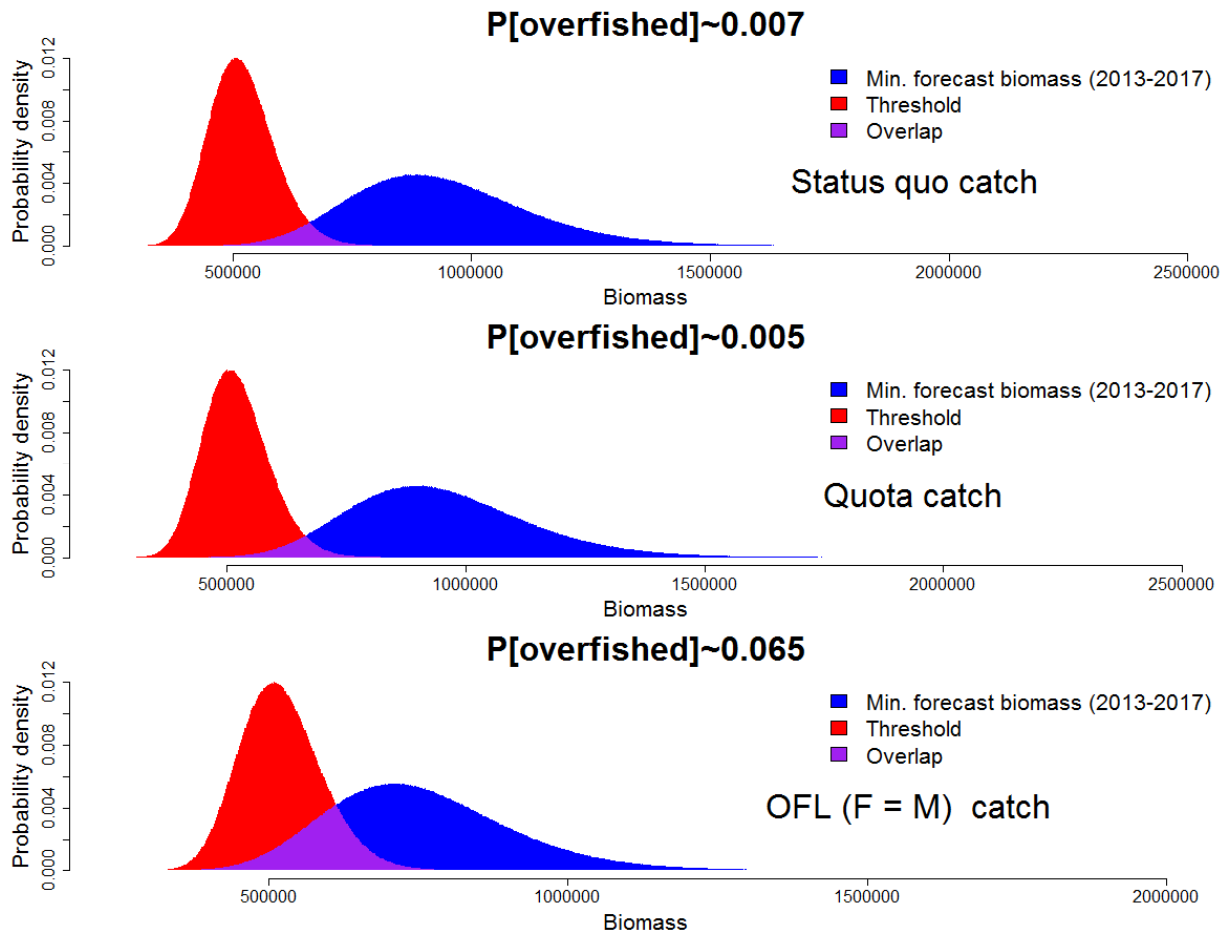 P[overfished]~0.007
Probability density
0.000 0.004 0.008 0.012
Min. forecast biomass (2013-2017)
Threshold
Overlap
Status quo catch
500000 1000000 1500000 2000000 2500000
Biomass
P[overfished]~0.005
Probability density
0.000 0.004 0.008 0.012
Min. forecast biomass (2013-2017)
Threshold
Overlap
Quota catch
500000 1000000 1500000 2000000 2500000
Biomass
P[overfished]~0.065
Probability density
0.000 0.004 0.008 0.012
Min. forecast biomass (2013-2017)
Threshold
Overlap
OFL (F = M) catch
500000 1000000 1500000 2000000
Biomass